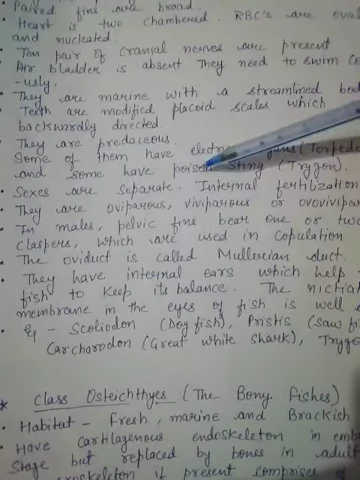 Paired fins are broad.
Heart is two chambered. RBC's are oval
and nucleated.
Ten pair of cranial nerves are present
Air bladder is absent. They need to swim
-usly.
They are marine with a streamlined
Teeth are modified placoid scales which
backwardly directed.
They are predaceous.
Some of them have electric organs (Torpedo
and some have poison sting (Trygon).
Sexes are separate. Internal fertilization
They are oviparous, viviparous or
In males, pelvic fins bear one or two
claspers, which are used in copulation
The oviduct is called Mullerian duct.
They have internal ears which help
fish to keep its balance. The
membrane in the eyes of fish is well
Eg - Scoliodon (Dog fish), Pristis (Saw
Carcharodon (Great white shark),
* Class Osteichthyes (The Bony Fishes)
Habitat - Fresh, marine and Brackish
Have Cartilagenous endoskeleton in
Stage but replaced by bones in adult
if present comprises of